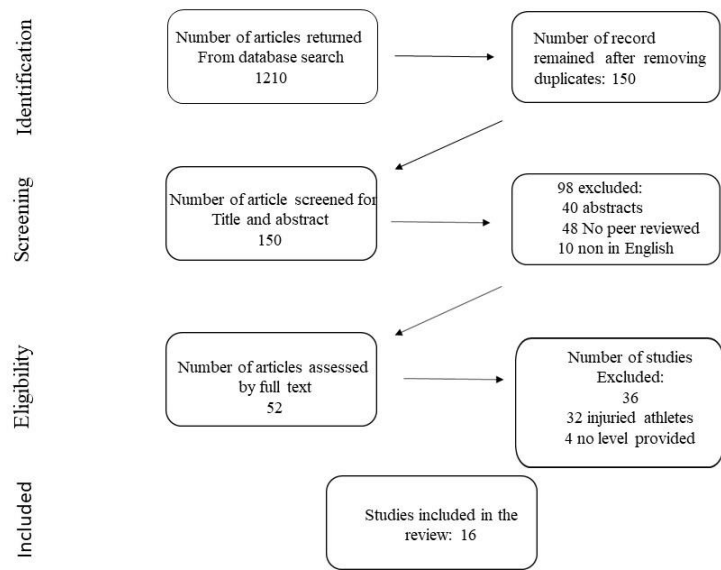 Identification
Number of articles returned
From database search
1210
Number of record
remained after removing
duplicates: 150
Screening
Number of article screened for
Title and abstract
150
98 excluded:
40 abstracts
48 No peer reviewed
10 non in English
Eligibility
Number of articles assessed
by full text
52
Number of studies
Excluded:
36
32 injuried athletes
4 no level provided
Included
Studies included in the
review: 16